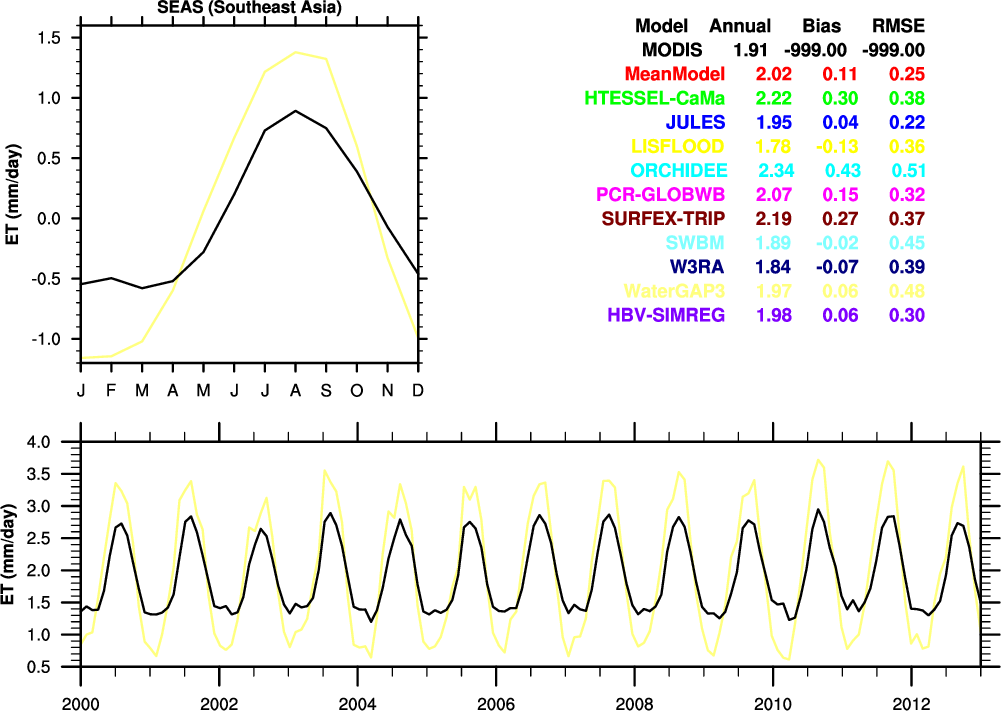 SEAS (Southeast Asia)
Model Annual Bias RMSE
MODIS 1.91 -999.00 -999.00
MeanModel 2.02 0.11 0.25
HTESSEL-CaMa 2.22 0.30 0.38
JULES 1.95 0.04 0.22
LISFLOOD 1.78 -0.13 0.36
ORCHIDEE 2.34 0.43 0.51
PCR-GLOBWB 2.07 0.15 0.32
SURFEX-TRIP 2.19 0.27 0.37
SWBM 1.89 -0.02 0.45
W3RA 1.84 -0.07 0.39
WaterGAP3 1.97 0.06 0.48
HBV-SIMREG 1.98 0.06 0.30
ET (mm/day)
1.5
1.0
0.5
0.0
-0.5
-1.0
J F M A M J J A S O N D
ET (mm/day)
4.0
3.5
3.0
2.5
2.0
1.5
1.0
0.5
2000 2002 2004 2006 2008 2010 2012